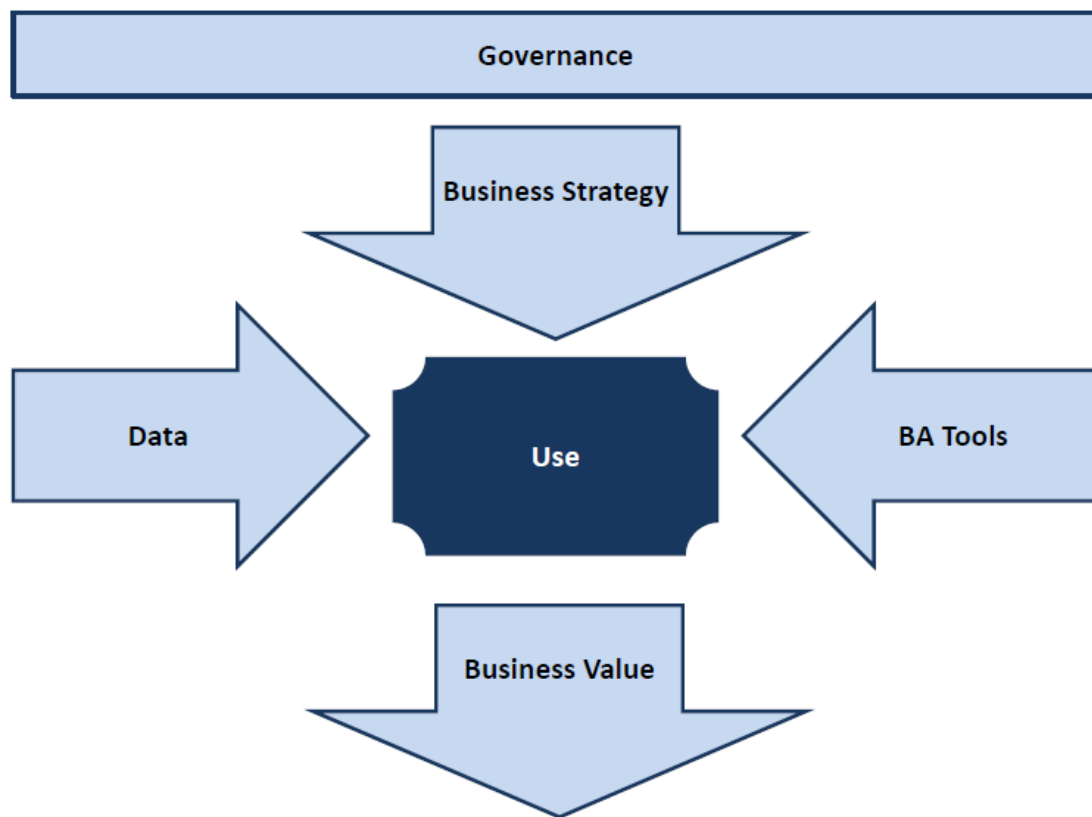 Governance
Business Strategy
Data
Use
BA Tools
Business Value